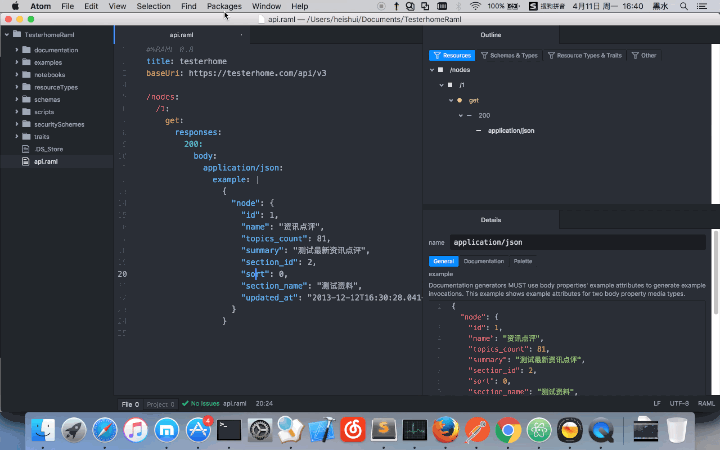 Atom File Edit View Selection Find Packages Window Help
100% 搜狗拼音 4月11日 周一 16:40 黒水
api.raml — /Users/heishui/Documents/TesterhomeRaml
TesterhomeRaml
documentation
examples
notebooks
resourceTypes
schemas
scripts
securitySchemes
traits
.DS_Store
api.raml
api.raml
#%RAML 0.8
title: testerhome
baseUri: https://testerhome.com/api/v3
/nodes:
/1:
get:
responses:
200:
body:
application/json:
example: |
{
"node": {
"id": 1,
"name": "资讯点评",
"topics_count": 81,
"summary": "测试最新资讯点评",
"section_id": 2,
20
"sort": 0,
"section_name": "测试资料",
"updated_at": "2013-12-12T16:30:28.041
}
}
File 0 Project 0 No Issues api.raml 20:24
Outline
Resources Schemas & Types Resource Types & Traits Other
/nodes
/1
get
200
application/json
Details
name application/json
General Documentation Palette
example
Documentation generators MUST use body properties' example attributes to generate example
invocations. This example shows example attributes for two body property media types.
{
"node": {
"id": 1,
"name": "资讯点评",
"topics_count": 81,
"summary": "测试最新资讯点评",
"section_id": 2,
"sort": 0,
"section_name": "测试资料",
LF UTF-8 RAML
4